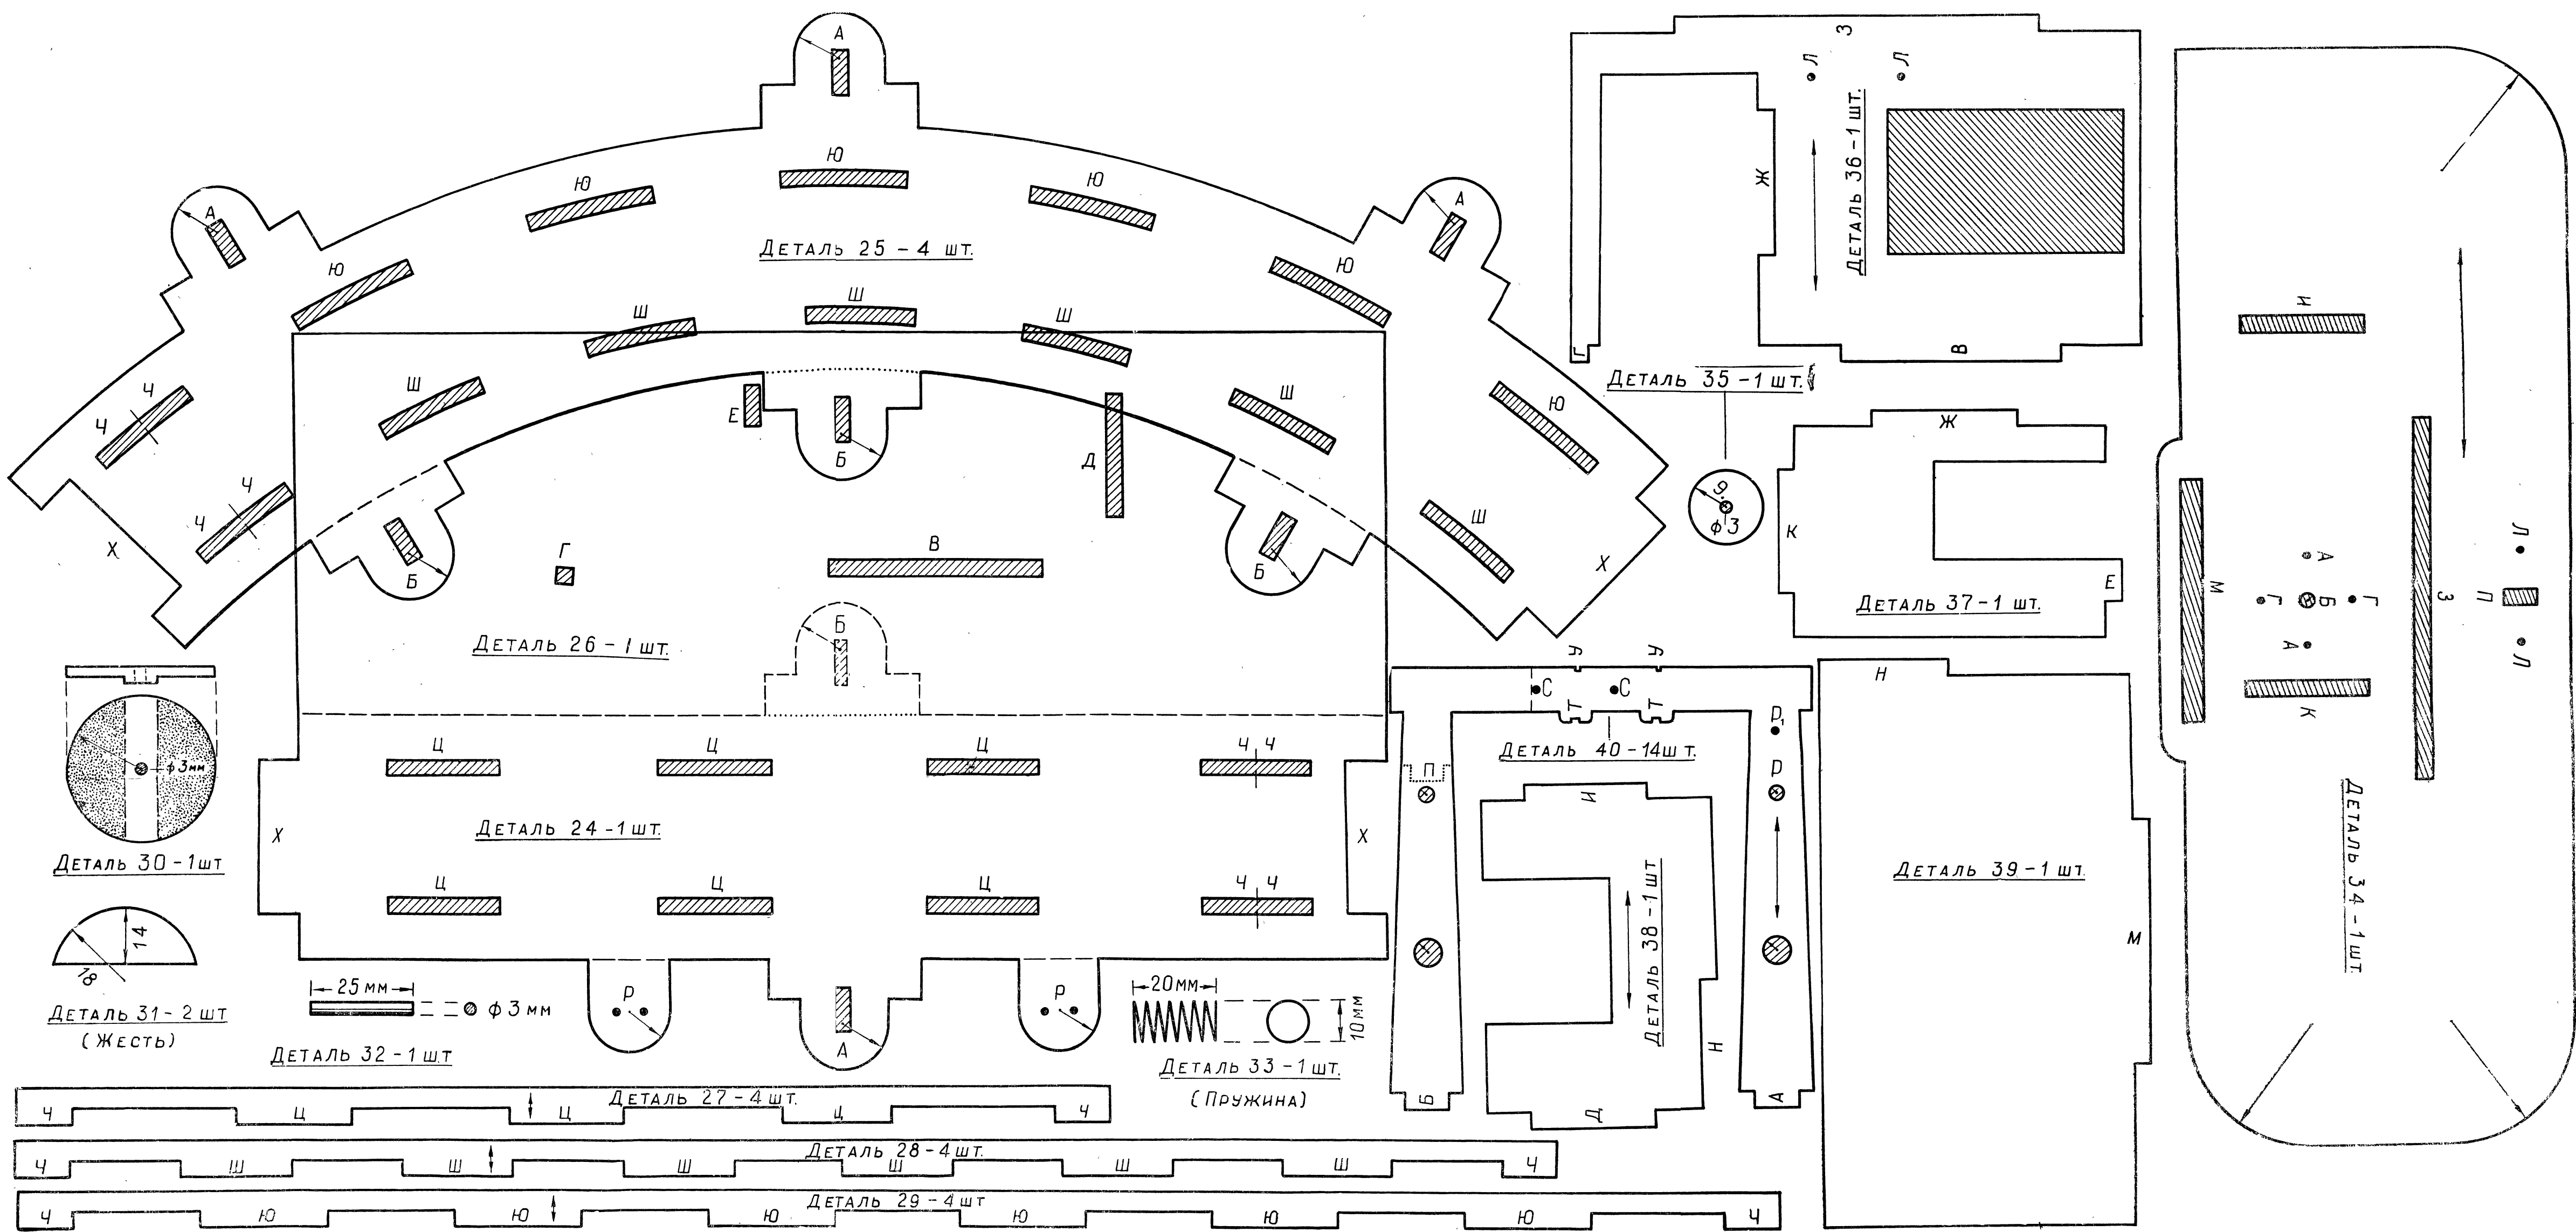 А
А
А
Ю
Ю
Ю
Ю
Ю
Ю
Деталь 25 – 4 шт.
Ш
Ш
Ш
Ш
Ш
Ш
Ч
Ч
Ч
Ч
Х
Х
Е
Б
Д
Б
Б
Г
В
Б
Деталь 26 – 1 шт.
Ц
Ц
Ц
Ч Ч
Х
Деталь 24 – 1 шт.
Х
Ц
Ц
Ц
Ч Ч
Р
А
Р
ф3мм
Деталь 30 – 1 шт
14
18
Деталь 31 – 2 шт
(Жесть)
25 мм
ф 3 мм
Деталь 32 – 1 шт
20мм
10мм
Деталь 33 – 1 шт.
(Пружина)
Деталь 27 – 4 шт.
Ч Ц Ц Ц Ч
Деталь 28 – 4 шт.
Ч Ш Ш Ш Ш Ш Ш Ч
Деталь 29 – 4 шт
Ч Ю Ю Ю Ю Ю Ю Ч
З
Л
Л
Ж
Деталь 36 – 1 шт.
Г
В
Деталь 35 – 1 шт.
9
ф3
Ж
К
Е
Деталь 37 – 1 шт.
У
У
С
С
Т
Т
Р1
Деталь 40 – 14 шт.
П
Р
Б
А
И
Деталь 38 – 1 шт
Н
Д
Н
Деталь 39 – 1 шт.
М
И
Л
А
М
Г
Б
Г
З
П
А
Л
К
Деталь 34 – 1 шт